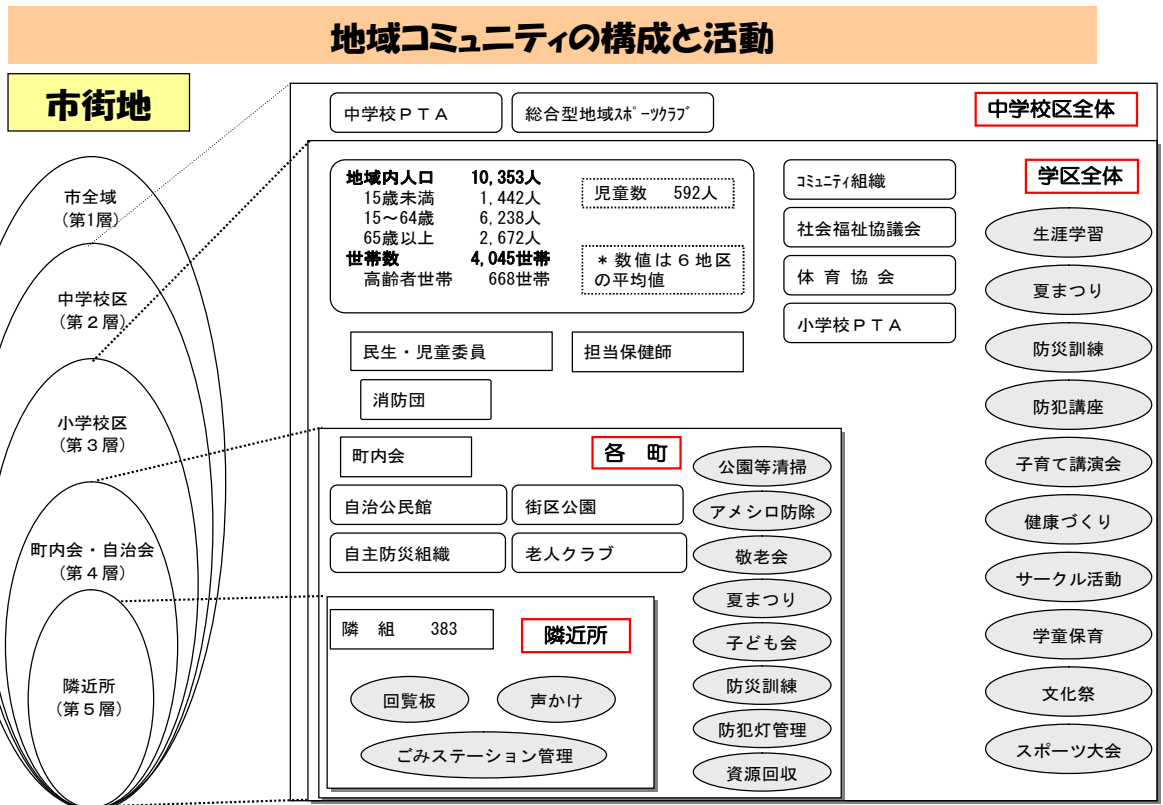 地域コミュニティの構成と活動
市街地
市全域
(第1層)
中学校区
(第２層)
小学校区
(第３層)
町内会・自治会
(第４層)
隣近所
(第５層)
中学校ＰＴＡ
総合型地域ｽﾎﾟｰﾂｸﾗﾌﾞ
中学校区全体
地域内人口 10,353人
15歳未満 1,442人
15～64歳 6,238人
65歳以上 2,672人
世帯数 4,045世帯
高齢者世帯 668世帯
児童数 592人
＊数値は６地区
の平均値
ｺﾐｭﾆﾃｨ組織
社会福祉協議会
体育協会
小学校ＰＴＡ
学区全体
生涯学習
夏まつり
防災訓練
防犯講座
子育て講演会
健康づくり
サークル活動
学童保育
文化祭
スポーツ大会
民生・児童委員
担当保健師
消防団
町内会
各 町
自治公民館
街区公園
自主防災組織
老人クラブ
公園等清掃
アメシロ防除
敬老会
夏まつり
子ども会
防災訓練
防犯灯管理
資源回収
隣 組 383
隣近所
回覧板
声かけ
ごみステーション管理